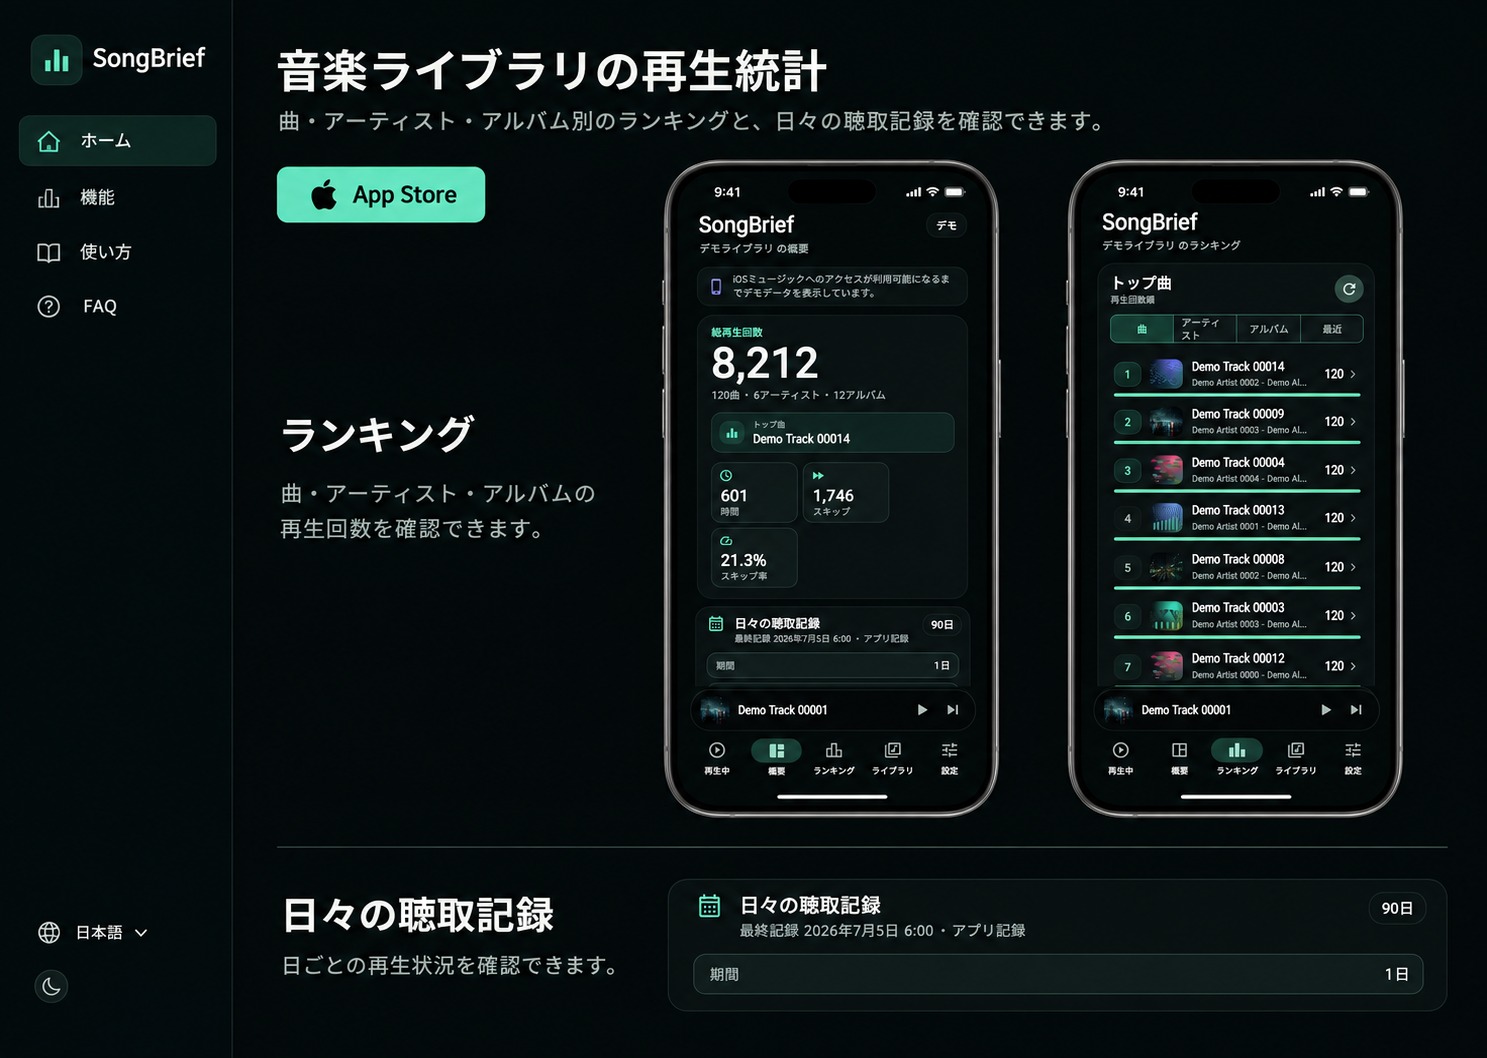 SongBrief
ホーム
機能
使い方
FAQ
日本語
音楽ライブラリの再生統計
曲・アーティスト・アルバム別のランキングと、日々の聴取記録を確認できます。
App Store
ランキング
曲・アーティスト・アルバムの
再生回数を確認できます。
9:41
SongBrief
デモ
デモライブラリ の概要
iOSミュージックへのアクセスが利用可能になるま
でデモデータを表示しています。
総再生回数
8,212
120曲・6アーティスト・12アルバム
トップ曲
Demo Track 00014
601
時間
1,746
スキップ
21.3%
スキップ率
日々の聴取記録
90日
最終記録 2026年7月5日 6:00・アプリ記録
期間
1日
Demo Track 00001
再生中
概要
ランキング
ライブラリ
設定
9:41
SongBrief
デモライブラリ のランキング
トップ曲
再生回数順
曲
アーティ
スト
アルバム
最近
1
Demo Track 00014
Demo Artist 0002 - Demo Al...
120
2
Demo Track 00009
Demo Artist 0003 - Demo Al...
120
3
Demo Track 00004
Demo Artist 0004 - Demo Al...
120
4
Demo Track 00013
Demo Artist 0001 - Demo Al...
120
5
Demo Track 00008
Demo Artist 0002 - Demo Al...
120
6
Demo Track 00003
Demo Artist 0003 - Demo Al...
120
7
Demo Track 00012
Demo Artist 0000 - Demo Al...
120
Demo Track 00001
再生中
概要
ランキング
ライブラリ
設定
日々の聴取記録
日ごとの再生状況を確認できます。
日々の聴取記録
最終記録 2026年7月5日 6:00・アプリ記録
90日
期間
1日